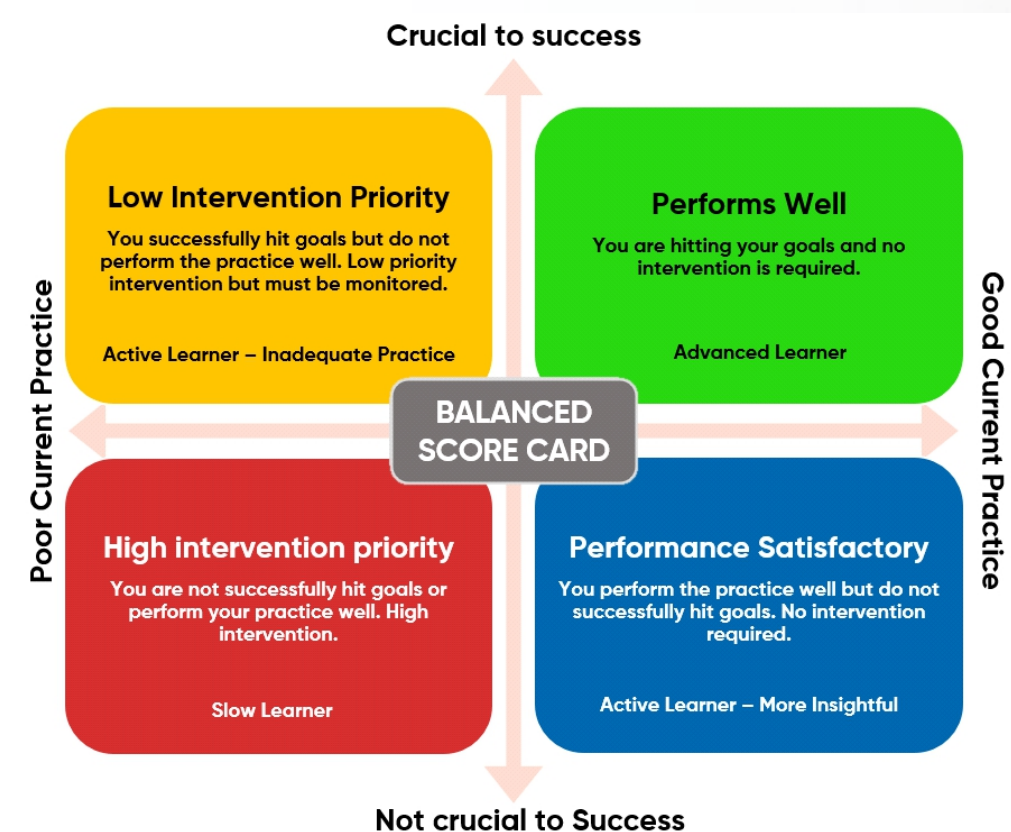 Crucial to success
Low Intervention Priority
You successfully hit goals but do not
perform the practice well. Low priority
intervention but must be monitored.
Active Learner – Inadequate Practice
Performs Well
You are hitting your goals and no
intervention is required.
Advanced Learner
Poor Current Practice
BALANCED
SCORE CARD
Good Current Practice
High intervention priority
You are not successfully hit goals or
perform your practice well. High
intervention.
Slow Learner
Performance Satisfactory
You perform the practice well but do not
successfully hit goals. No intervention
required.
Active Learner – More Insightful
Not crucial to Success